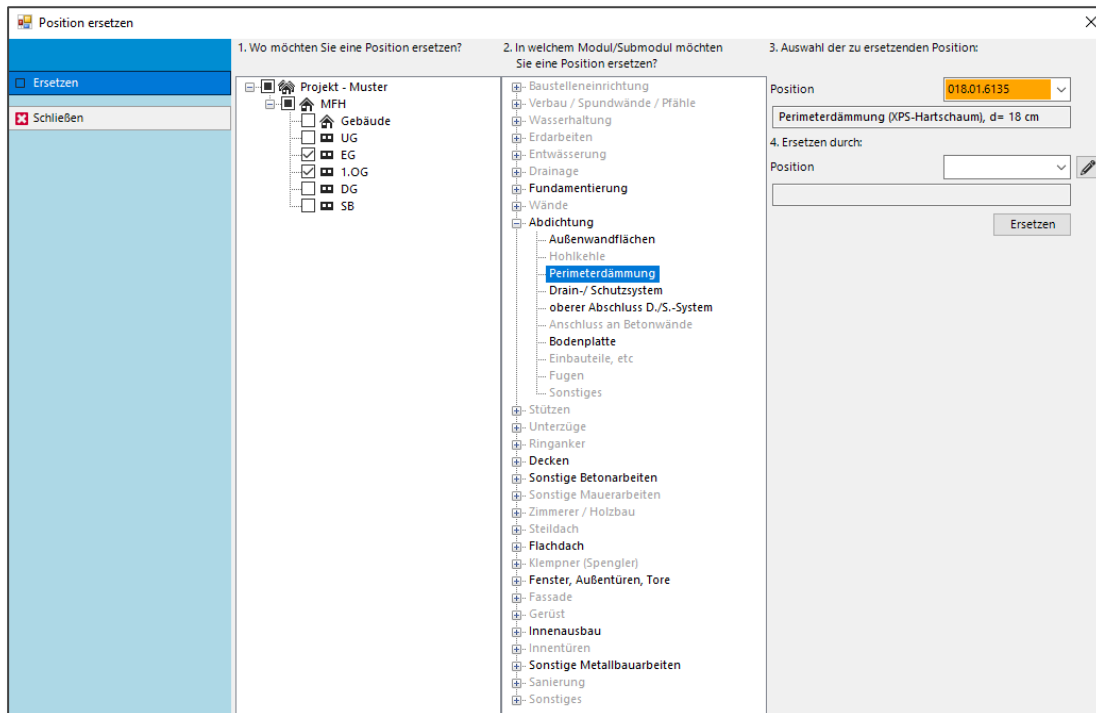 Position ersetzen
Ersetzen
Schließen
1. Wo möchten Sie eine Position ersetzen?
Projekt - Muster
MFH
Gebäude
UG
EG
1.OG
DG
SB
2. In welchem Modul/Submodul möchten
Sie eine Position ersetzen?
Baustelleneinrichtung
Verbau / Spundwände / Pfähle
Wasserhaltung
Erdarbeiten
Entwässerung
Drainage
Fundamentierung
Wände
Abdichtung
Außenwandflächen
Hohlkehle
Perimeterdämmung
Drain-/ Schutzsystem
oberer Abschluss D./S.-System
Anschluss an Betonwände
Bodenplatte
Einbauteile, etc
Fugen
Sonstiges
Stützen
Unterzüge
Ringanker
Decken
Sonstige Betonarbeiten
Sonstige Mauerarbeiten
Zimmerer / Holzbau
Steildach
Flachdach
Klempner (Spengler)
Fenster, Außentüren, Tore
Fassade
Gerüst
Innenausbau
Innentüren
Sonstige Metallbauarbeiten
Sanierung
Sonstiges
3. Auswahl der zu ersetzenden Position:
Position 018.01.6135
Perimeterdämmung (XPS-Hartschaum), d= 18 cm
4. Ersetzen durch:
Position
Ersetzen